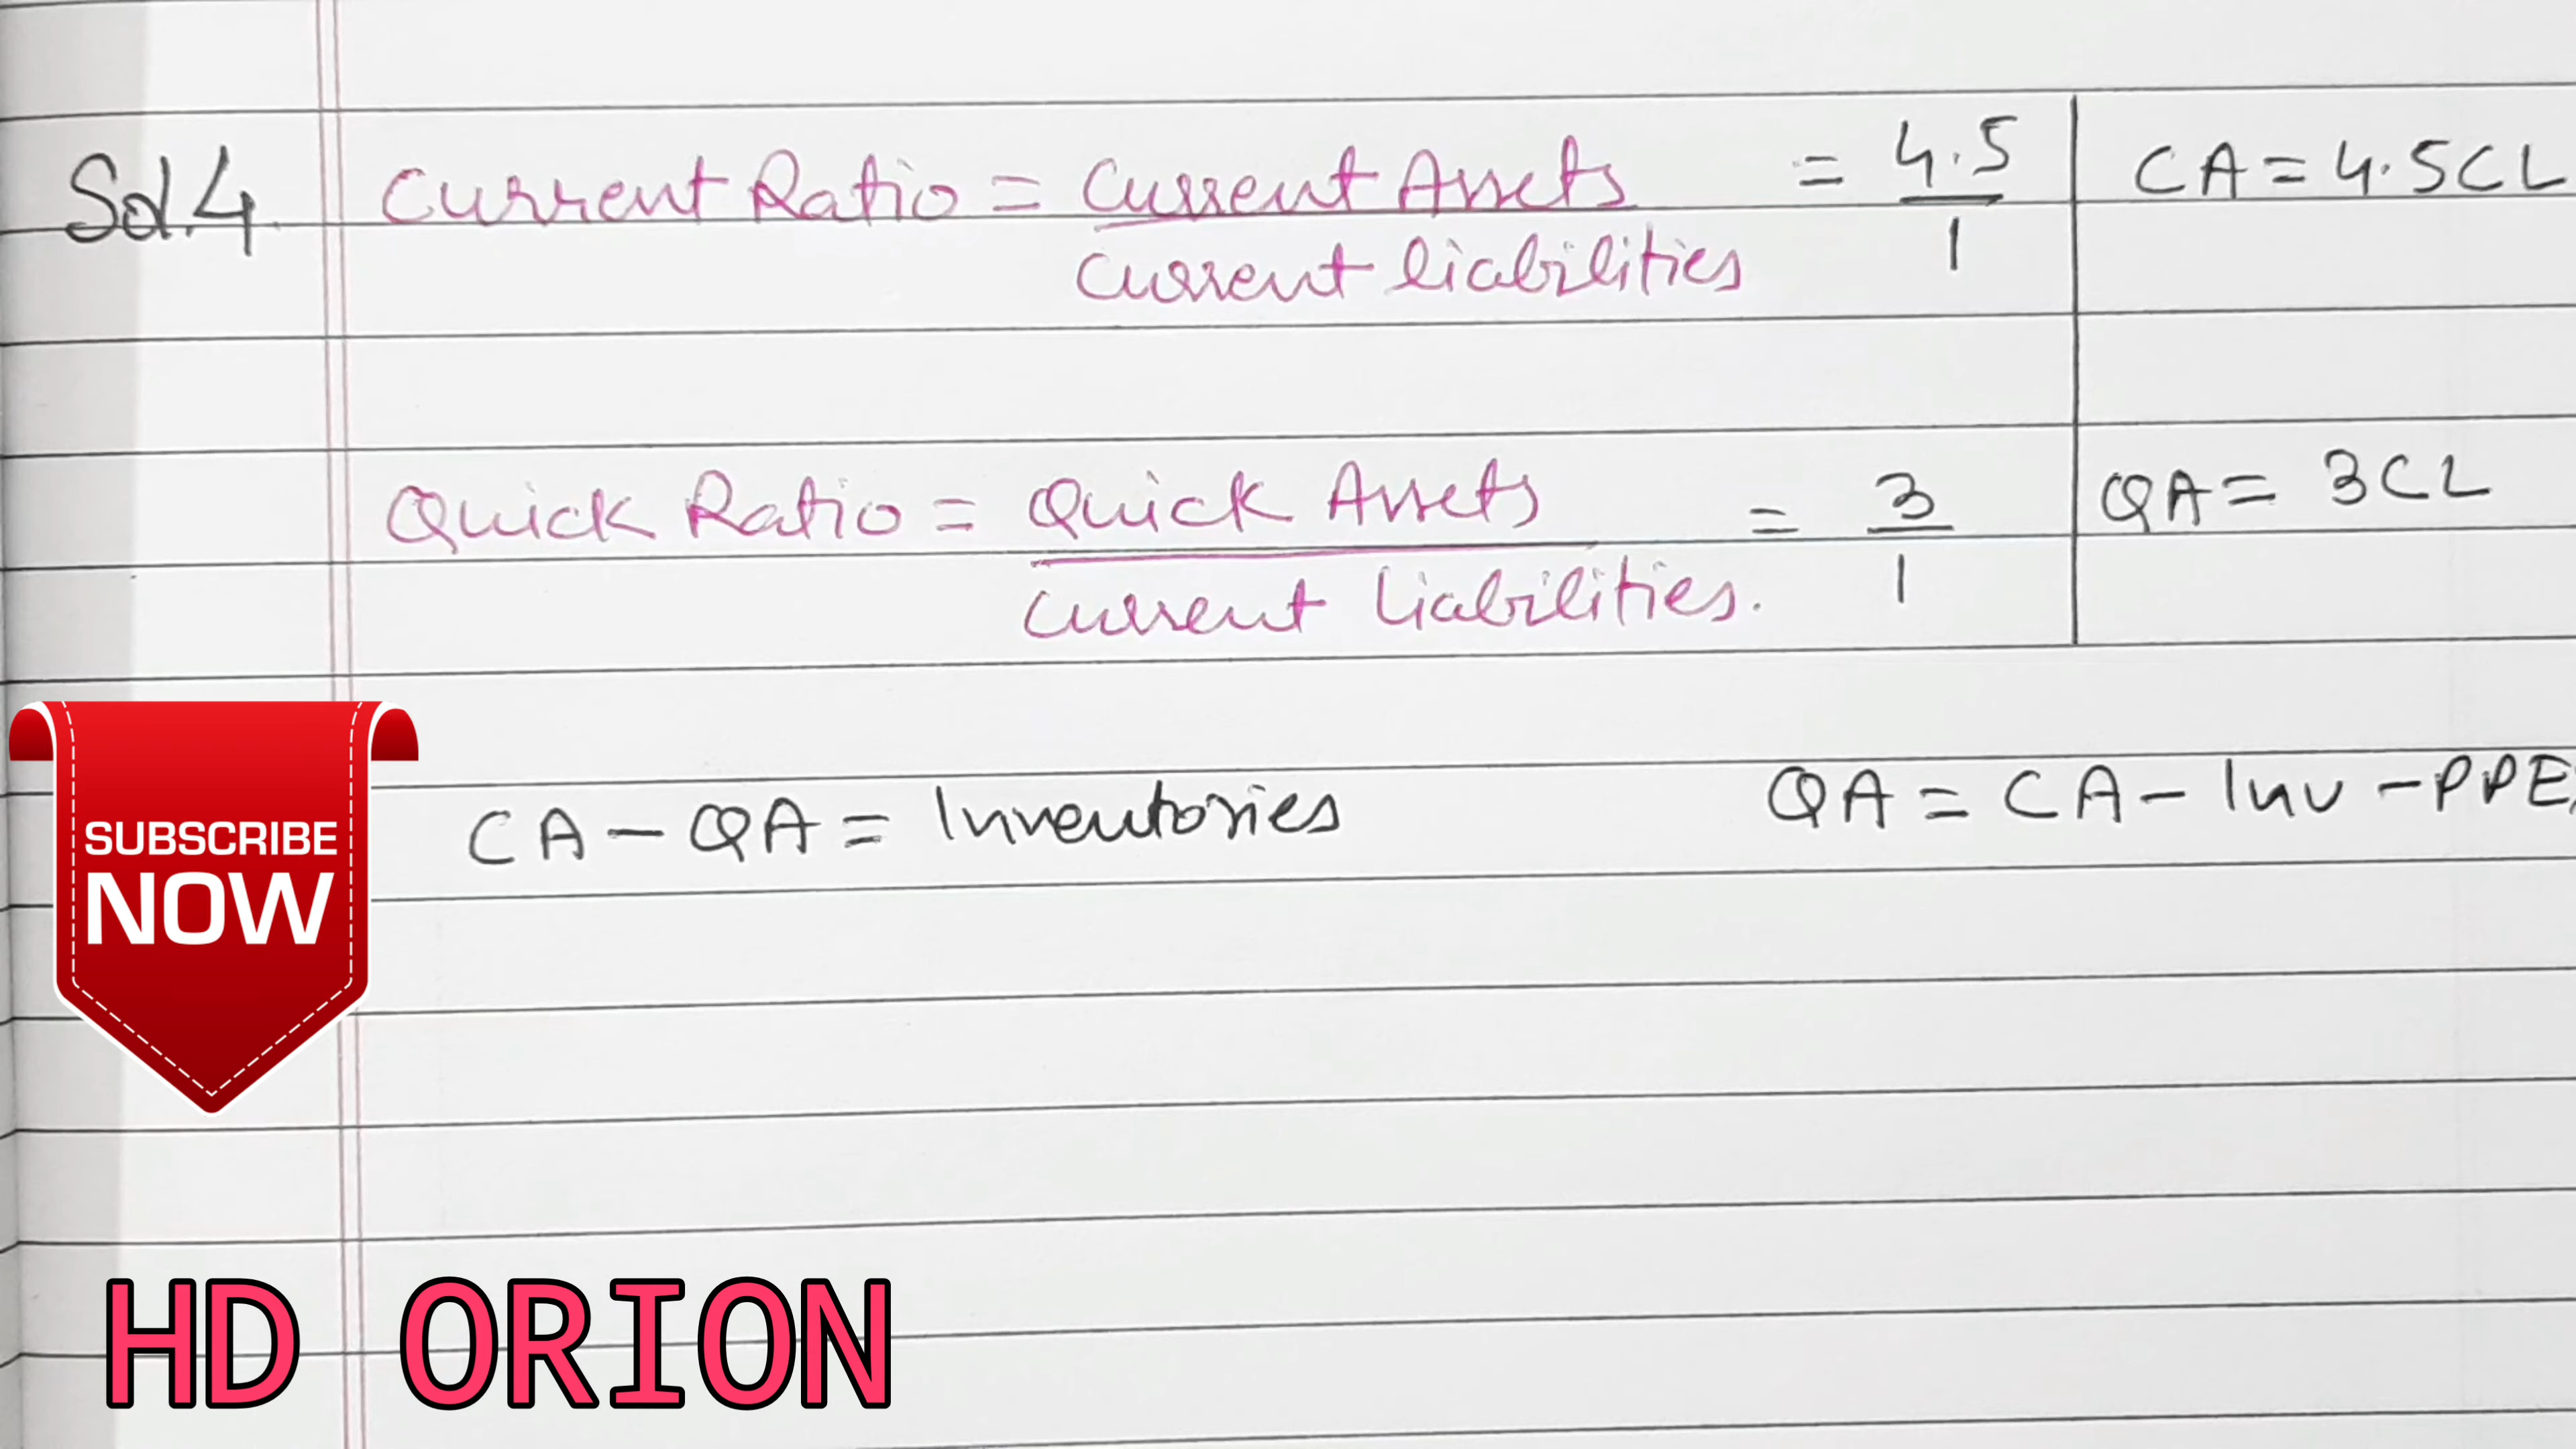 Sol.4 Current Ratio = Current Assets = 4.5 CA = 4.5CL
Current liabilities 1
Quick Ratio = Quick Assets = 3 QA = 3CL
Current Liabilities. 1
CA - QA = Inventories QA = CA - Inv - PPE
SUBSCRIBE
NOW
HD ORION